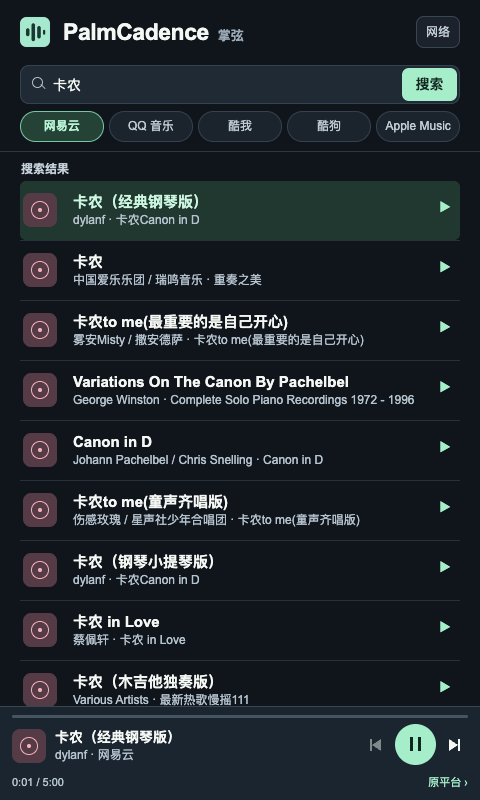 PalmCadence 掌弦
网络
卡农
搜索
网易云
QQ 音乐
酷我
酷狗
Apple Music
搜索结果
卡农（经典钢琴版）
dylanf · 卡农Canon in D
卡农
中国爱乐乐团 / 瑞鸣音乐 · 重奏之美
卡农to me(最重要的是自己开心)
雾安Misty / 撒安德萨 · 卡农to me(最重要的是自己开心)
Variations On The Canon By Pachelbel
George Winston · Complete Solo Piano Recordings 1972 - 1996
Canon in D
Johann Pachelbel / Chris Snelling · Canon in D
卡农to me(童声齐唱版)
伤感玫瑰 / 星声社少年合唱团 · 卡农to me(童声齐唱版)
卡农（钢琴小提琴版）
dylanf · 卡农Canon in D
卡农 in Love
蔡佩轩 · 卡农 in Love
卡农（木吉他独奏版）
Various Artists · 最新热歌慢摇111
卡农（经典钢琴版）
dylanf · 网易云
0:01 / 5:00
原平台 ›